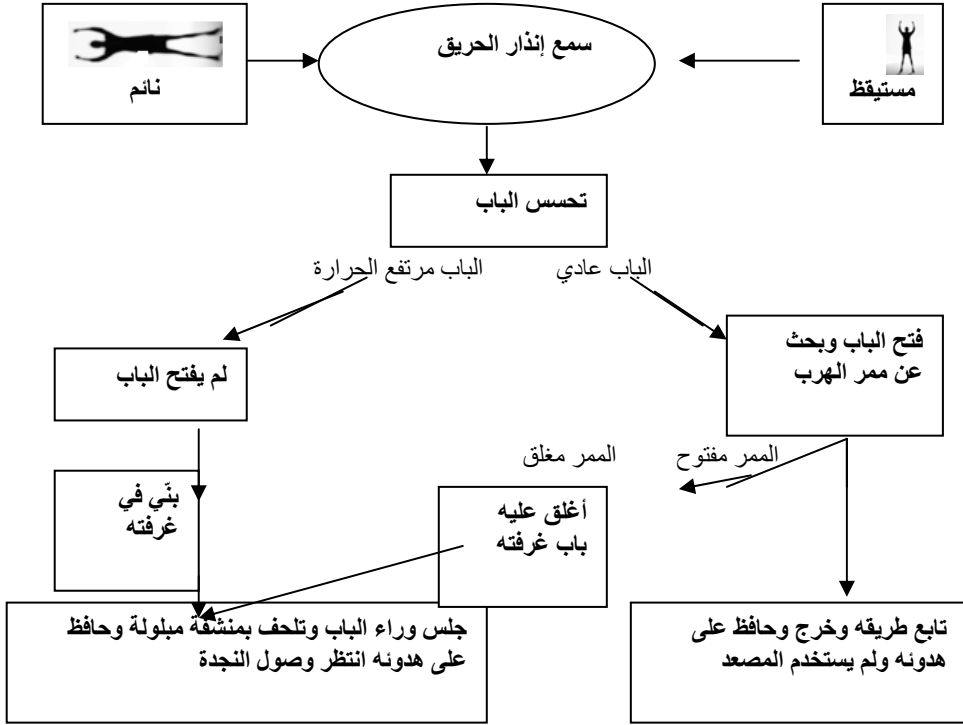 سمع إنذار الحريق
مستيقظ
نائم
تحسس الباب
الباب عادي
الباب مرتفع الحرارة
فتح الباب وبحث
عن ممر الهرب
لم يفتح الباب
الممر مفتوح
الممر مغلق
أغلق عليه
باب غرفته
بنّي في
غرفته
تابع طريقه وخرج وحافظ على
هدوئه ولم يستخدم المصعد
جلس وراء الباب وتلحف بمنشفة مبلولة وحافظ
على هدوئه انتظر وصول النجدة